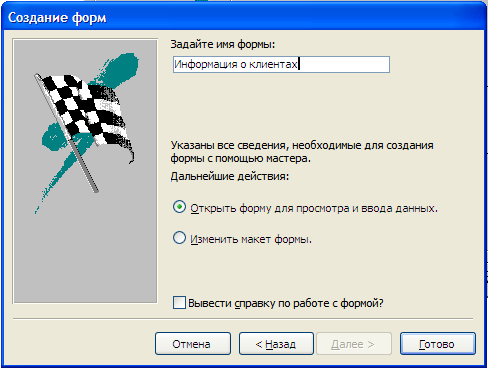 Создание форм
Задайте имя формы:
Информация о клиентах
Указаны все сведения, необходимые для создания
формы с помощью мастера.
Дальнейшие действия:
Открыть форму для просмотра и ввода данных.
Изменить макет формы.
Вывести справку по работе с формой?
Отмена
< Назад
Далее >
Готово